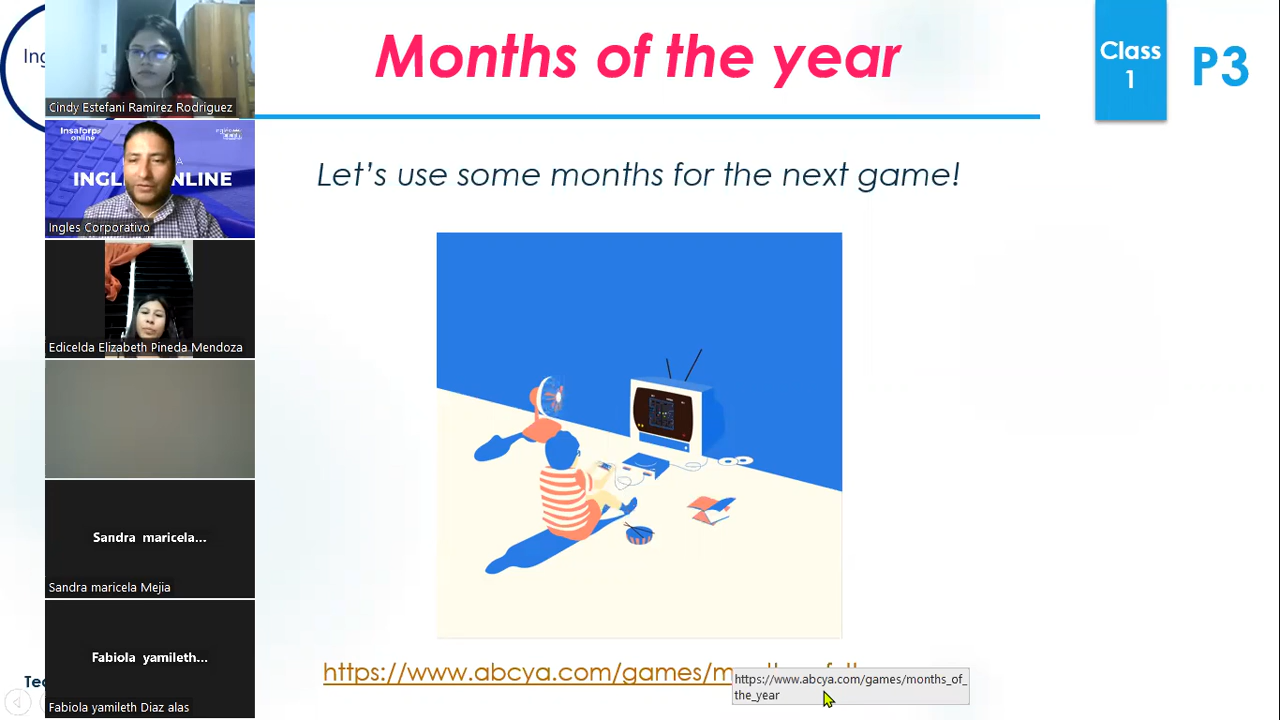 Ing
Months of the year
Class
1
P3
Let's use some months for the next game!
Cindy Estefani Ramirez Rodriguez
Insaforp
online
Ingles Corporativo
Edicelda Elizabeth Pineda Mendoza
Sandra maricela...
Sandra maricela Mejia
Fabiola yamileth...
Fabiola yamileth Diaz alas
https://www.abcya.com/games/m
https://www.abcya.com/games/months_of_
the_year